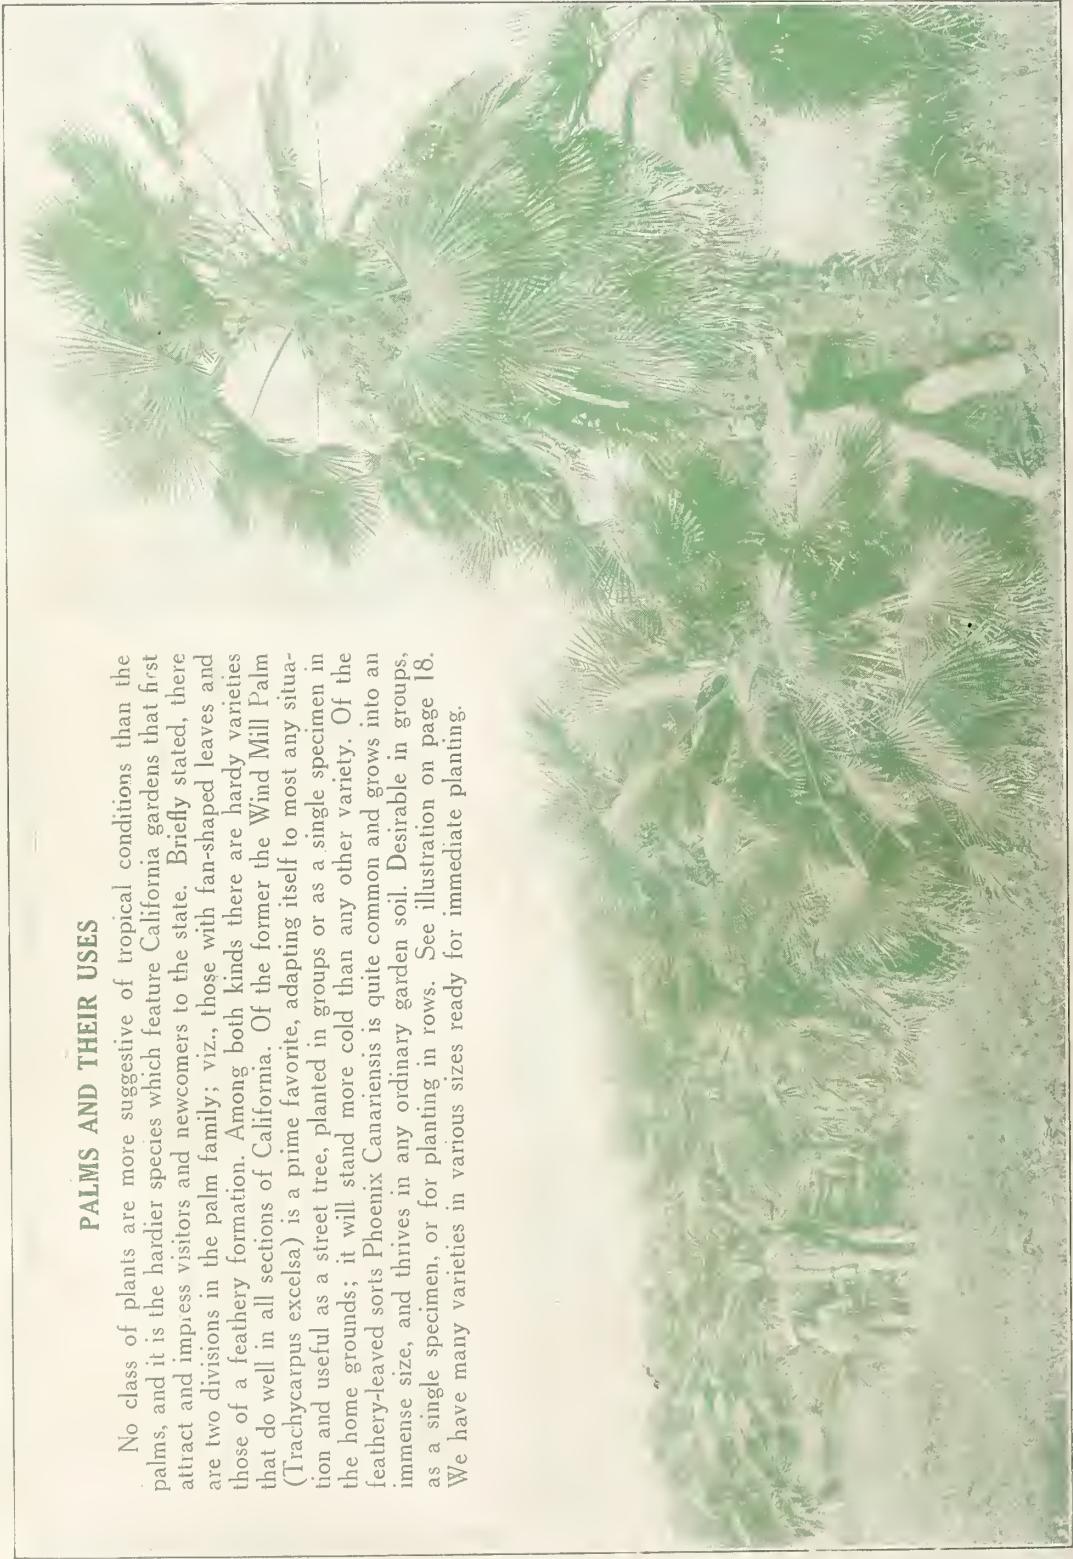 PALMS AND THEIR USES
No class of plants are more suggestive of tropical conditions than the
palms, and it is the hardier species which feature California gardens that first
attract and impress visitors and newcomers to the state. Briefly stated, there
are two divisions in the palm family; viz., those with fan-shaped leaves and
those of a feathery formation. Among both kinds there are hardy varieties
that do well in all sections of California. Of the former the Wind Mill Palm
(Trachycarpus excelsa) is a prime favorite, adapting itself to most any situa-
tion and useful as a street tree, planted in groups or as a single specimen in
the home grounds; it will stand more cold than any other variety. Of the
feathery-leaved sorts Phoenix Canariensis is quite common and grows into an
immense size, and thrives in any ordinary garden soil. Desirable in groups,
as a single specimen, or for planting in rows. See illustration on page 18.
We have many varieties in various sizes ready for immediate planting.